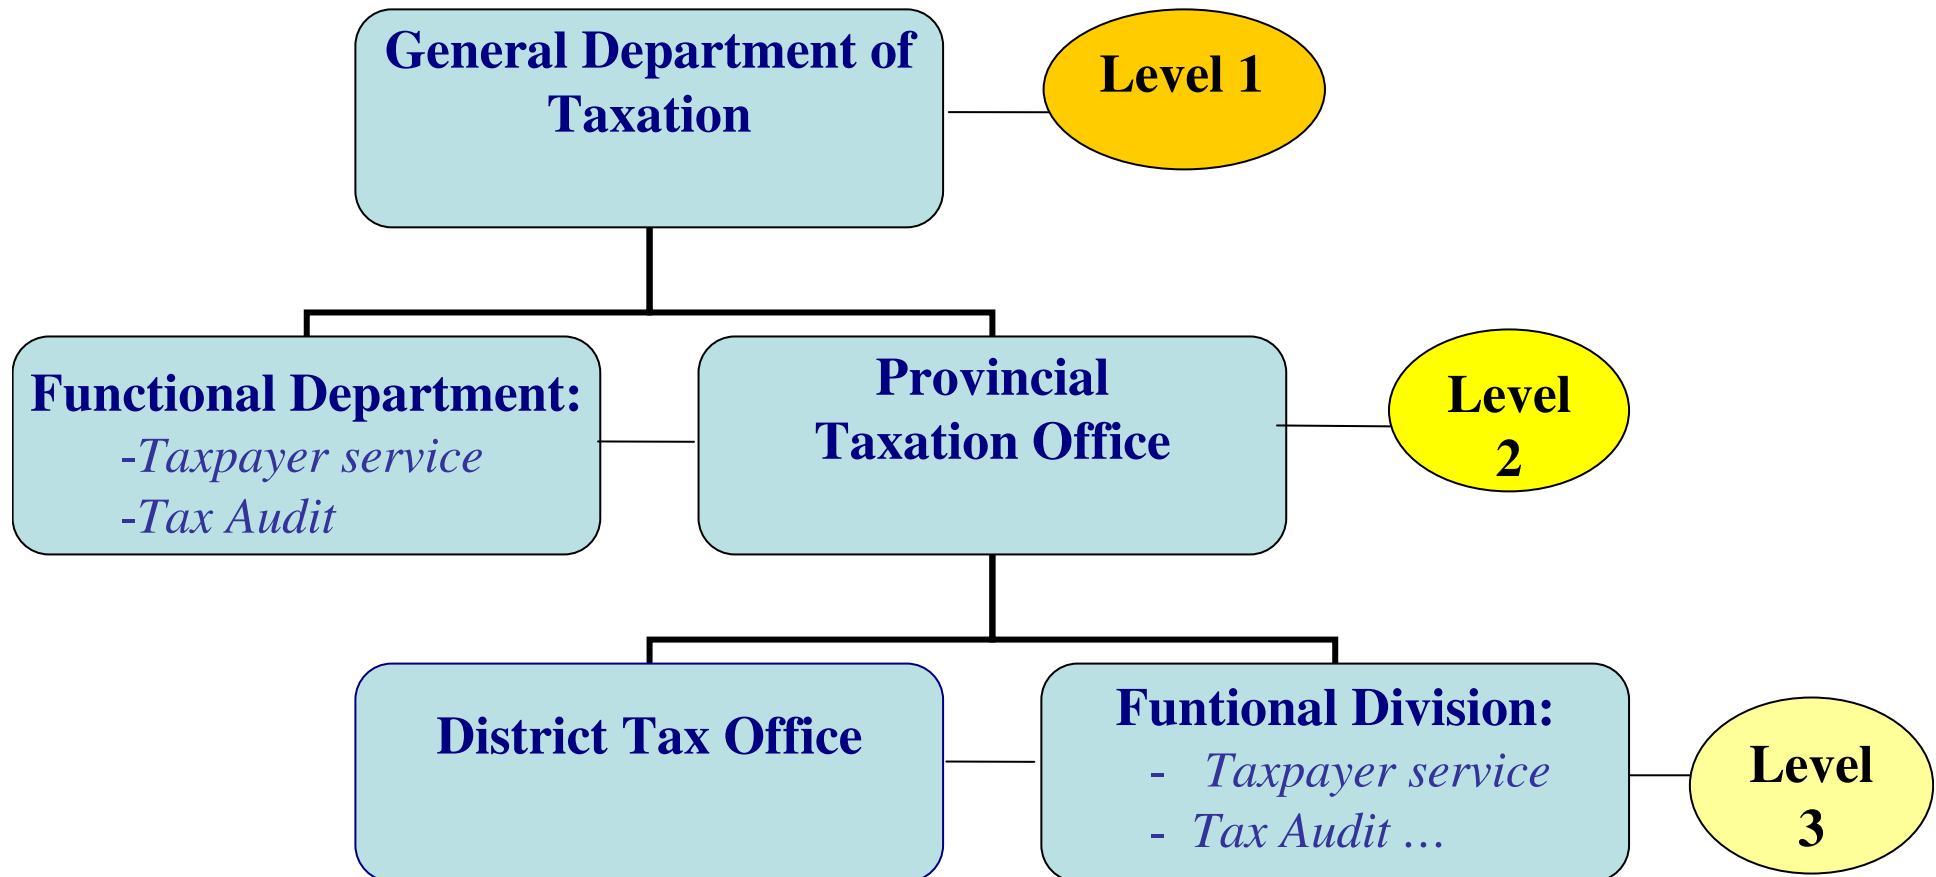 General Department of
Taxation
Level 1
Functional Department:
-Taxpayer service
-Tax Audit
Provincial
Taxation Office
Level
2
District Tax Office
Funtional Division:
- Taxpayer service
- Tax Audit …
Level
3